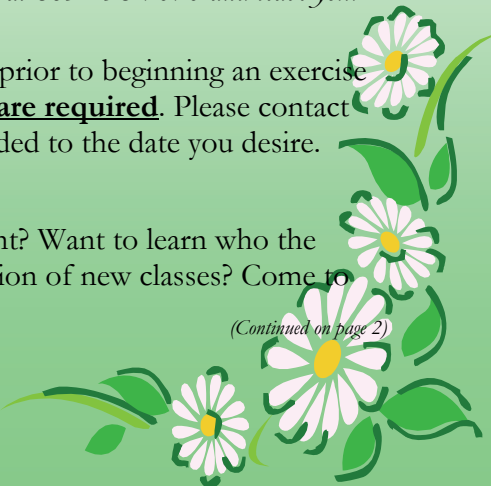 prior to beginning an exercise
are required. Please contact
ded to the date you desire.
nt? Want to learn who the
ion of new classes? Come to
(Continued on page 2)